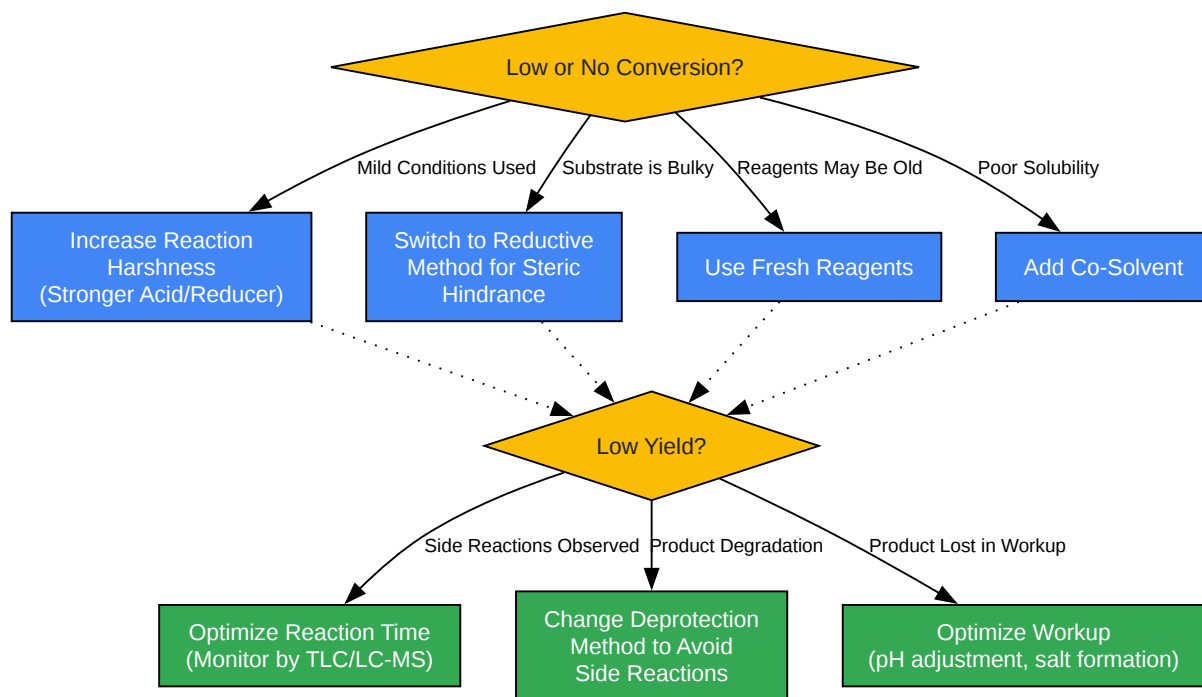 Low or No Conversion?
Mild Conditions Used
Substrate is Bulky
Reagents May Be Old
Poor Solubility
Increase Reaction
Harshness
(Stronger Acid/Reducer)
Switch to Reductive
Method for Steric
Hindrance
Use Fresh Reagents
Add Co-Solvent
Low Yield?
Side Reactions Observed
Product Degradation
Product Lost in Workup
Optimize Reaction Time
(Monitor by TLC/LC-MS)
Change Deprotection
Method to Avoid
Side Reactions
Optimize Workup
(pH adjustment, salt formation)